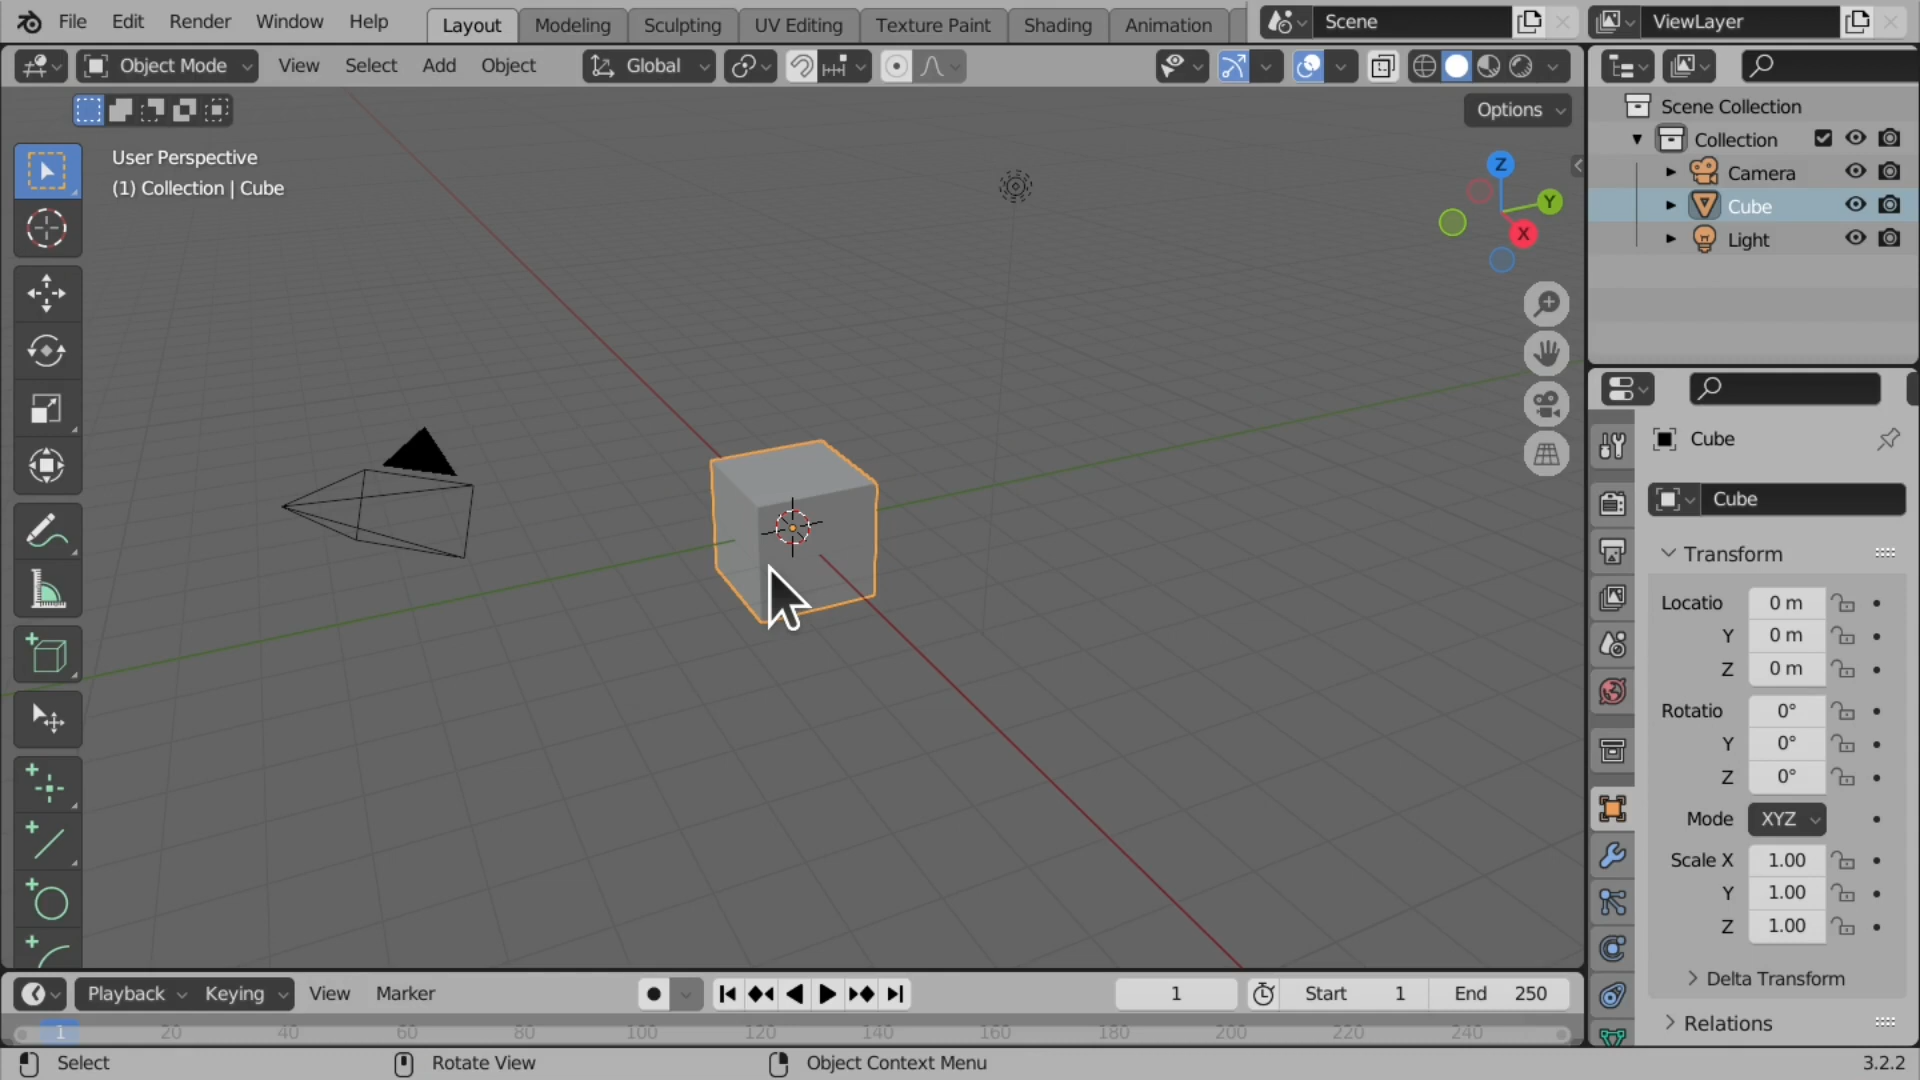 File Edit Render Window Help Layout Modeling Sculpting UV Editing Texture Paint Shading Animation Scene ViewLayer
Object Mode View Select Add Object Global
Options
User Perspective
(1) Collection | Cube
Z
Y
X
Scene Collection
Collection
Camera
Cube
Light
Cube
Cube
Transform
Locatio 0 m
Y 0 m
Z 0 m
Rotatio 0°
Y 0°
Z 0°
Mode XYZ
Scale X 1.00
Y 1.00
Z 1.00
Delta Transform
Relations
Playback Keying View Marker 1 Start 1 End 250
1 20 40 60 80 100 120 140 160 180 200 220 240
Select Rotate View Object Context Menu 3.2.2